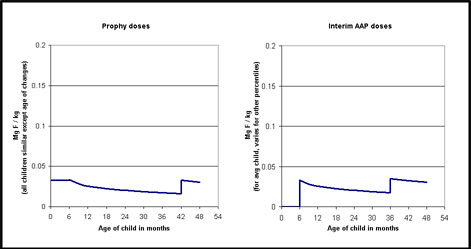 Prophy doses
Mg F / kg
(all children similar except age of changes)
0.2
0.15
0.1
0.05
0
0 6 12 18 24 30 36 42 48 54
Age of child in months
Interim AAP doses
Mg F / kg
(for avg child, varies for other percentiles)
0.2
0.15
0.1
0.05
0
0 6 12 18 24 30 36 42 48 54
Age of child in months